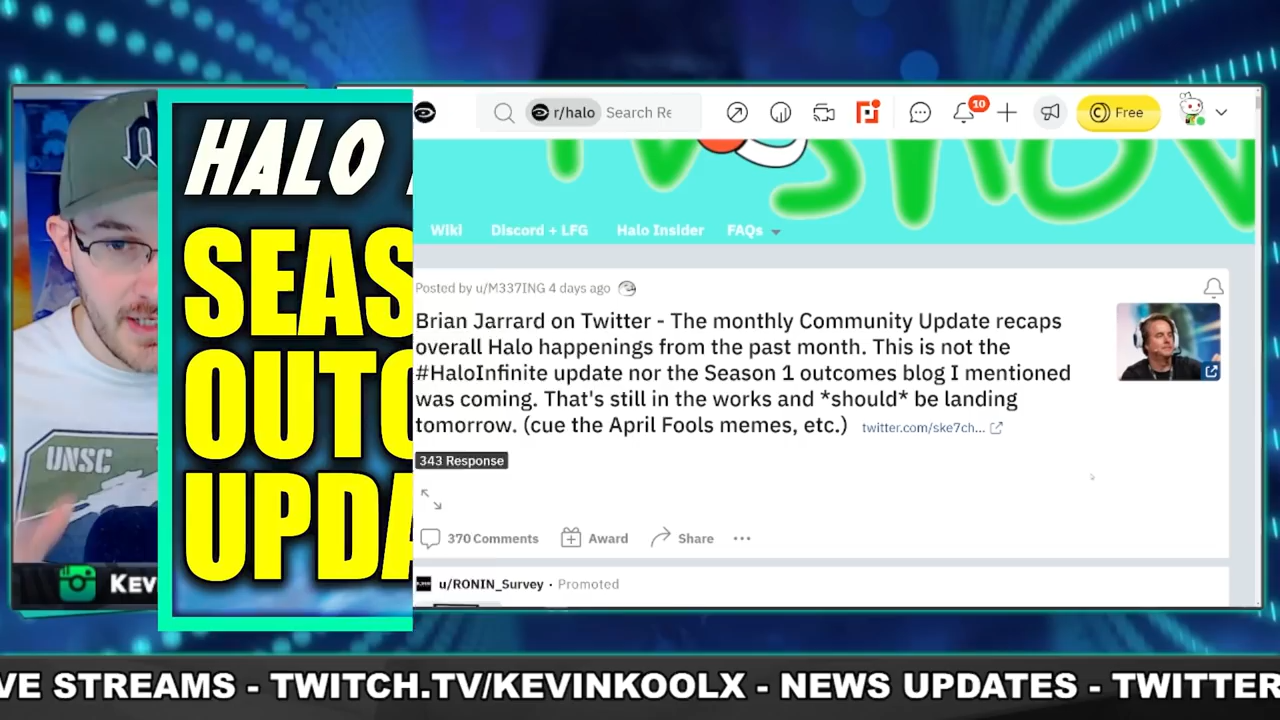 r/halo
Search Re
10
Free
TV SHOW
Wiki
Discord + LFG
Halo Insider
FAQs
HALO
SEAS
OUTC
UPDA
Posted by u/M337ING 4 days ago
Brian Jarrard on Twitter - The monthly Community Update recaps
overall Halo happenings from the past month. This is not the
#HaloInfinite update nor the Season 1 outcomes blog I mentioned
was coming. That's still in the works and *should* be landing
tomorrow. (cue the April Fools memes, etc.)
twitter.com/ske7ch...
343 Response
370 Comments
Award
Share
u/RONIN_Survey · Promoted
UNSC
Kev
VE STREAMS - TWITCH.TV/KEVINKOOLX - NEWS UPDATES - TWITTER